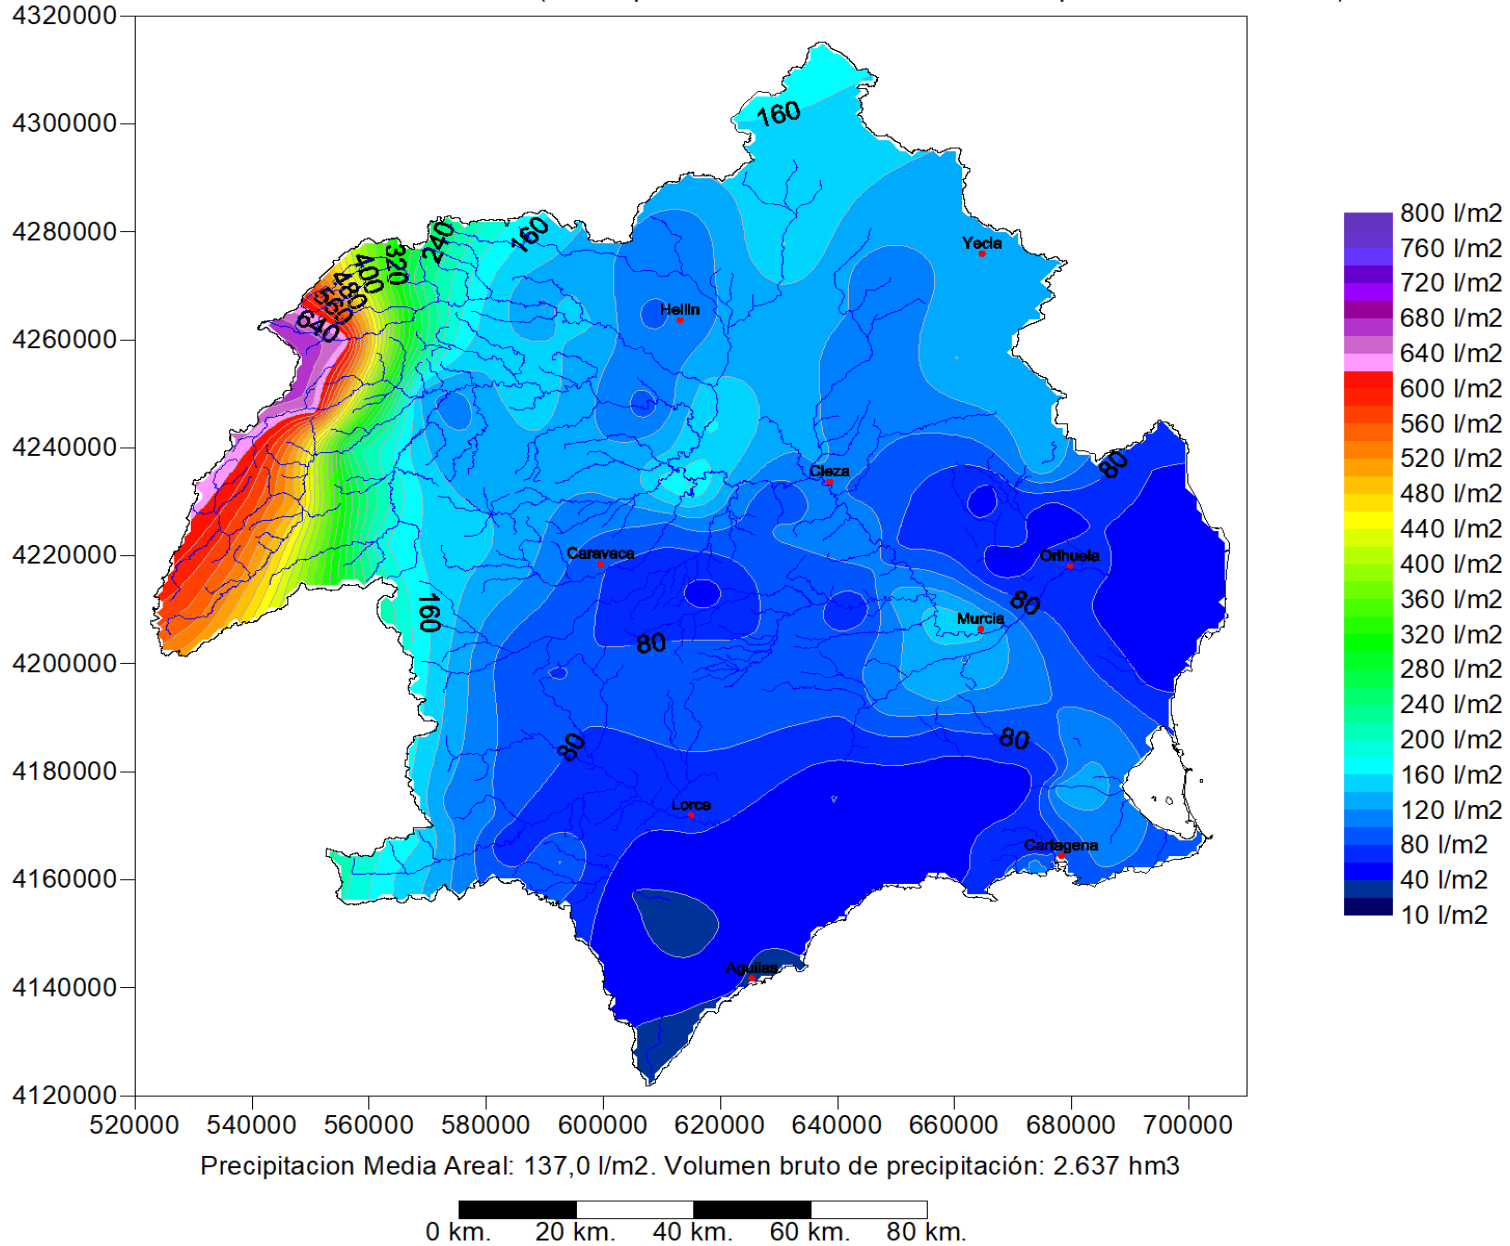 4320000
4300000
160
4280000
240
160
Yecla
320
400
480
560
640
Hellin
4260000
4240000
Cieza
80
4220000
Caravaca
Orihuela
160
80
Murcia
80
4200000
80
80
4180000
Lorca
Cartagena
4160000
Aguilas
4140000
4120000
520000 540000 560000 580000 600000 620000 640000 660000 680000 700000
800 l/m2
760 l/m2
720 l/m2
680 l/m2
640 l/m2
600 l/m2
560 l/m2
520 l/m2
480 l/m2
440 l/m2
400 l/m2
360 l/m2
320 l/m2
280 l/m2
240 l/m2
200 l/m2
160 l/m2
120 l/m2
80 l/m2
40 l/m2
10 l/m2
Precipitacion Media Areal: 137,0 l/m2. Volumen bruto de precipitación: 2.637 hm3
0 km. 20 km. 40 km. 60 km. 80 km.